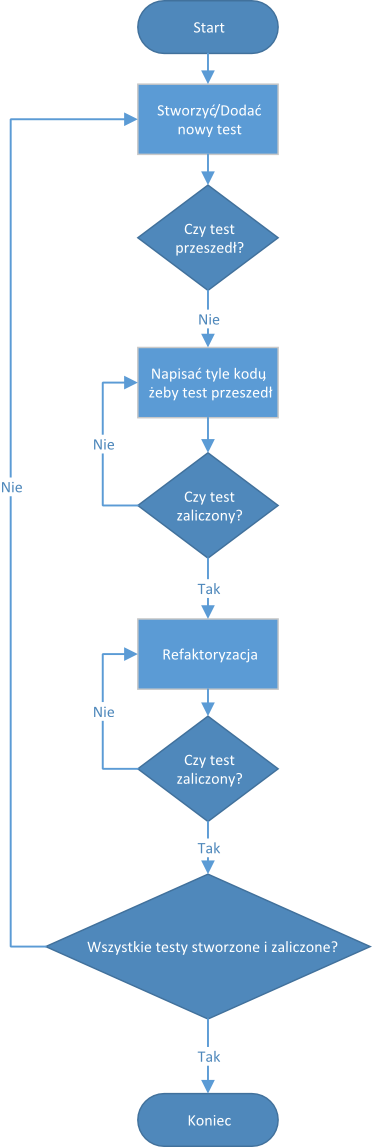 Start
Stworzyć/Dodać
nowy test
Czy test
przeszedł?
Nie
Napisać tyle kodu
żeby test przeszedł
Nie
Nie
Czy test
zaliczony?
Tak
Refaktoryzacja
Nie
Czy test
zaliczony?
Tak
Wszystkie testy stworzone i zaliczone?
Tak
Koniec